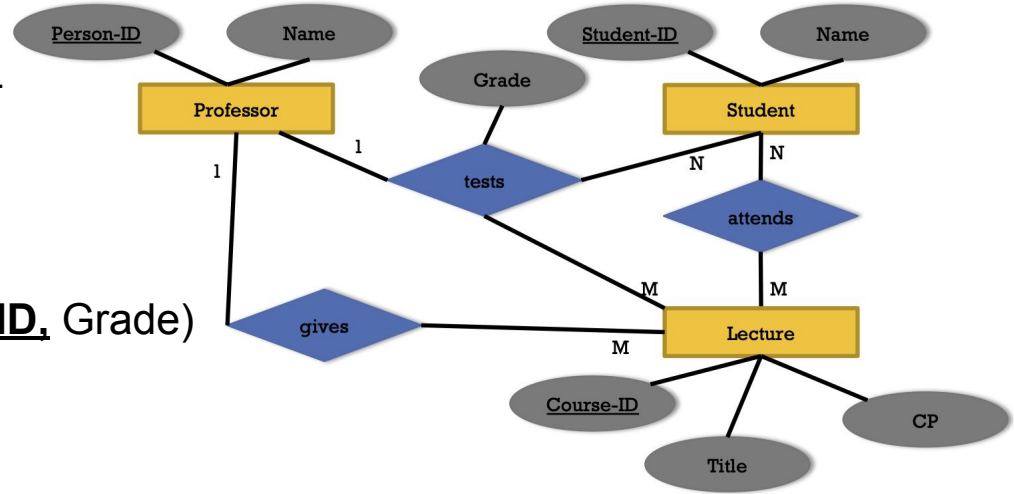 Person-ID
Name
Student-ID
Name
Grade
Professor
Student
1
1
N
N
tests
attends
M
M
ID, Grade)
gives
Lecture
M
Course-ID
CP
Title